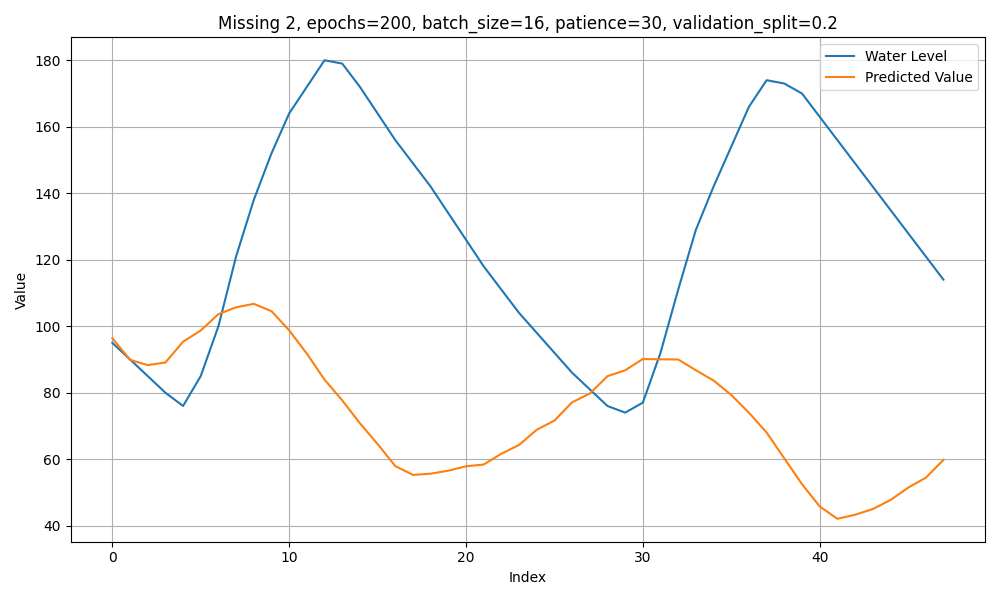 Missing 2, epochs=200, batch_size=16, patience=30, validation_split=0.2
Water Level
Predicted Value
180
160
140
120
100
80
60
40
Value
0
10
20
30
40
Index